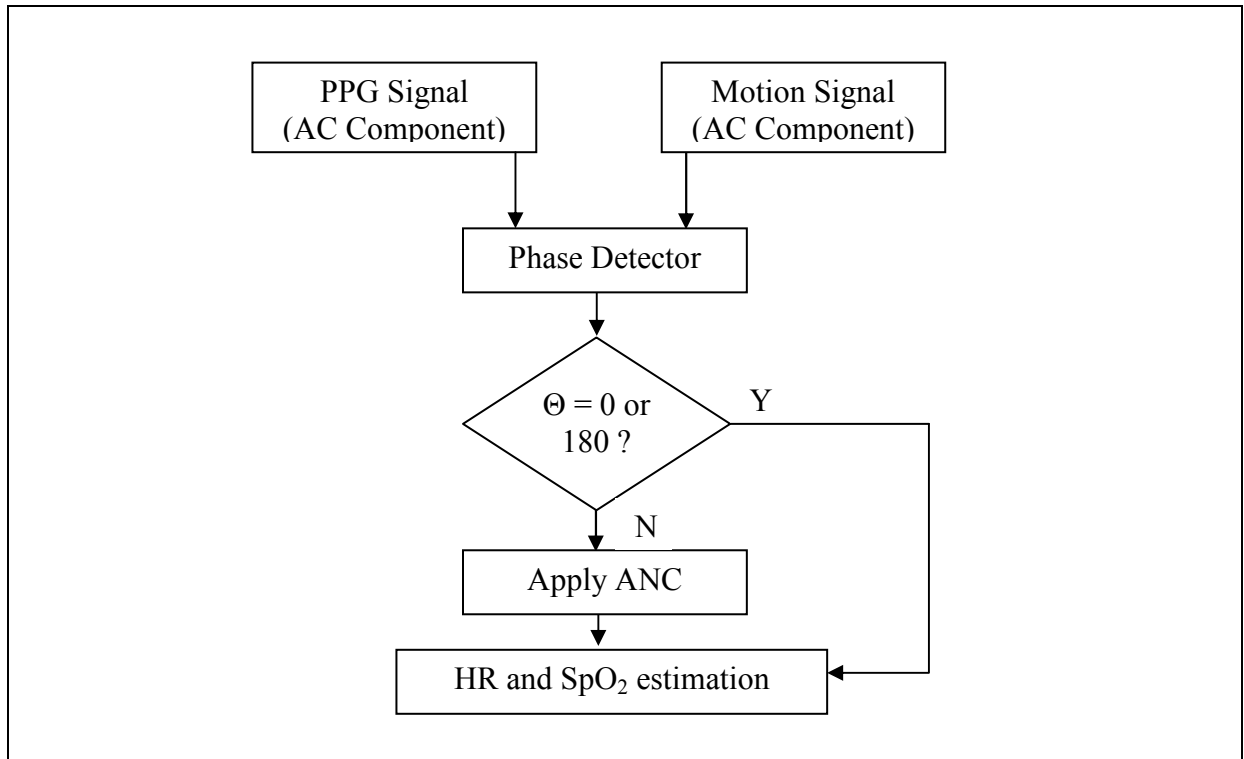 PPG Signal
(AC Component)
Motion Signal
(AC Component)
Phase Detector
Θ = 0 or
180 ?
Y
N
Apply ANC
HR and SpO₂ estimation